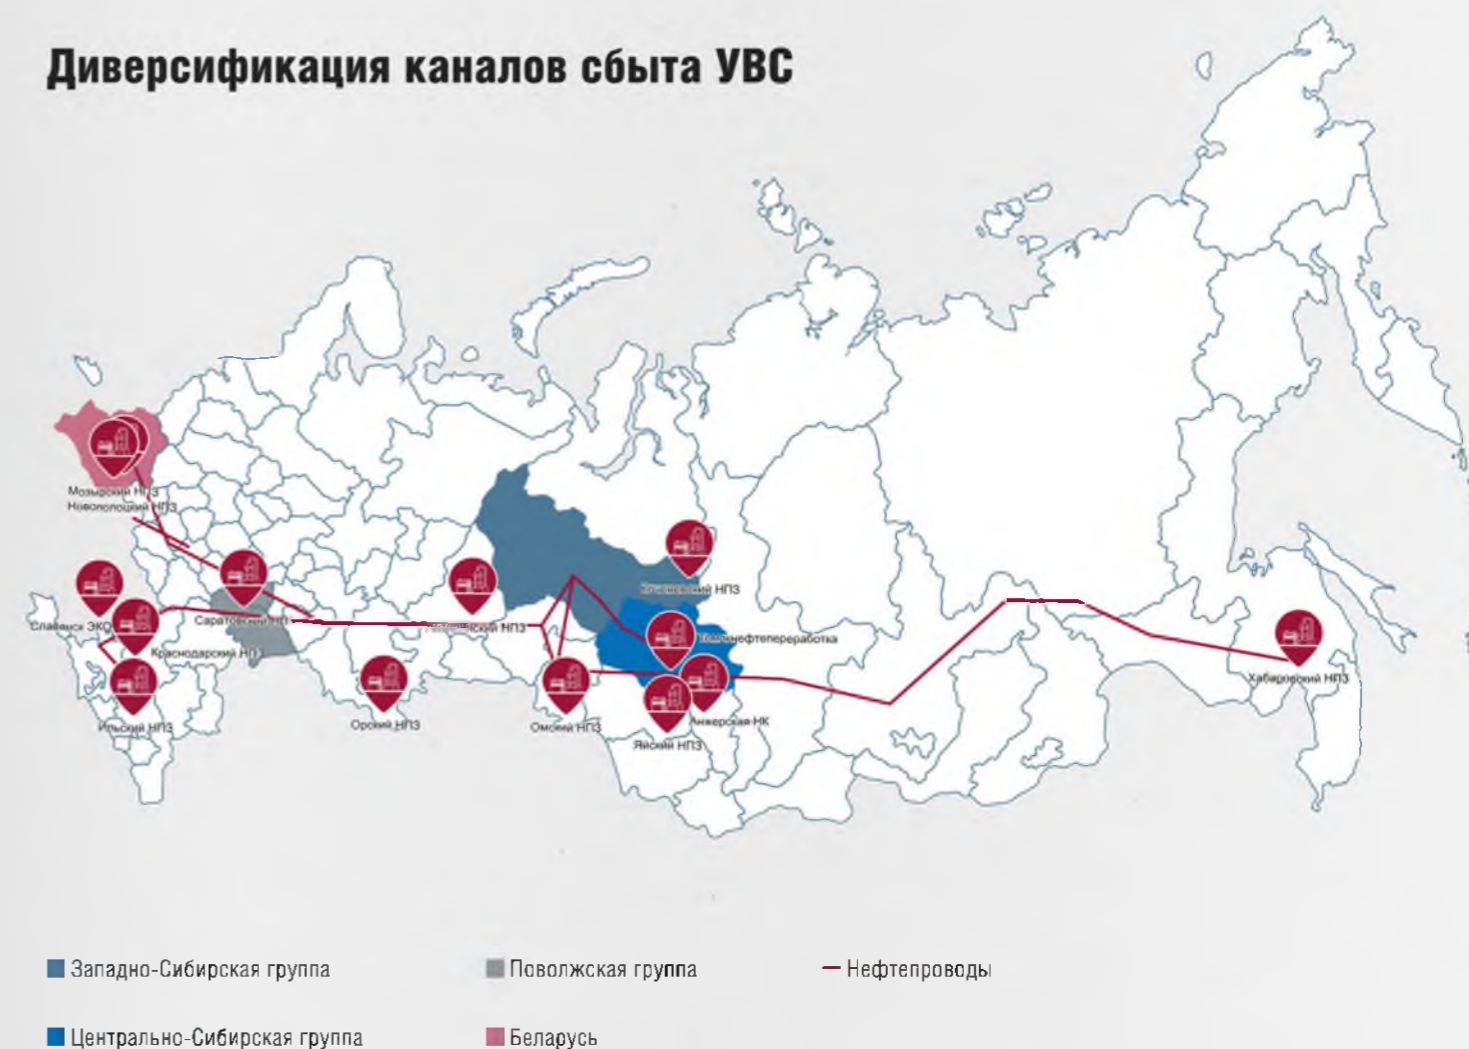 Диверсификация каналов сбыта УВС
Мозырский НПЗ
Новополоцкий НПЗ
НПЗ
Славянск ЭКО
Саратовский НПЗ
НПЗ
Томскнефтепереработка
Краснодарский НПЗ
Хабаровский НПЗ
Ильский НПЗ
Орский НПЗ
Омский НПЗ
Анжерская НК
Яйский НПЗ
Западно-Сибирская группа
Поволжская группа
Нефтепроводы
Центрально-Сибирская группа
Беларусь